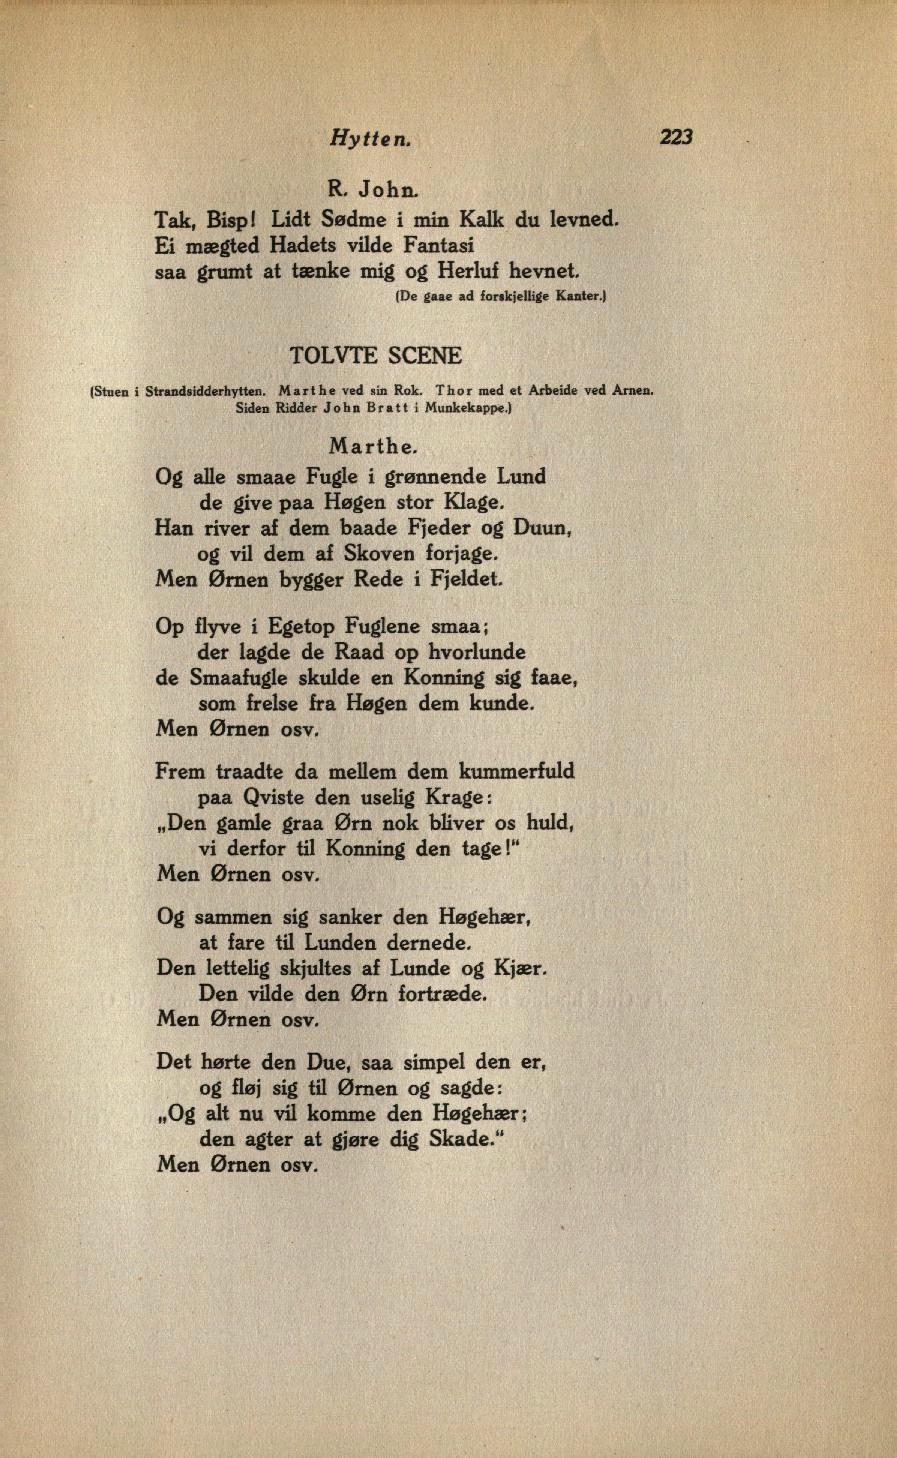 Hytten. 223
R. John.
Tak, Bisp! Lidt Sødme i min Kalk du levned.
Ei mægted Hadets vilde Fantasi
saa grumt at tænke mig og Herluf hevnet.
(De gaae ad forskjellige Kanter.)
TOLVTE SCENE
(Stuen i Strandsidderhytten. Marthe ved sin Rok. Thor med et Arbeide ved Arnen.
Siden Ridder John Bratt i Munkekappe.)
Marthe.
Og alle smaae Fugle i grønnende Lund
de give paa Høgen stor Klage.
Han river af dem baade Fjeder og Duun,
og vil dem af Skoven forjage.
Men Ørnen bygger Rede i Fjeldet.
Op flyve i Egetop Fuglene smaa;
der lagde de Raad op hvorlunde
de Smaafugle skulde en Konning sig faae,
som frelse fra Høgen dem kunde.
Men Ørnen osv.
Frem traadte da mellem dem kummerfuld
paa Qviste den uselig Krage:
„Den gamle graa Ørn nok bliver os huld,
vi derfor til Konning den tage!“
Men Ørnen osv.
Og sammen sig sanker den Høgehær,
at fare til Lunden dernede.
Den lettelig skjultes af Lunde og Kjær.
Den vilde den Ørn fortræde.
Men Ørnen osv.
Det hørte den Due, saa simpel den er,
og fløj sig til Ørnen og sagde:
„Og alt nu vil komme den Høgehær;
den agter at gjøre dig Skade.“
Men Ørnen osv.